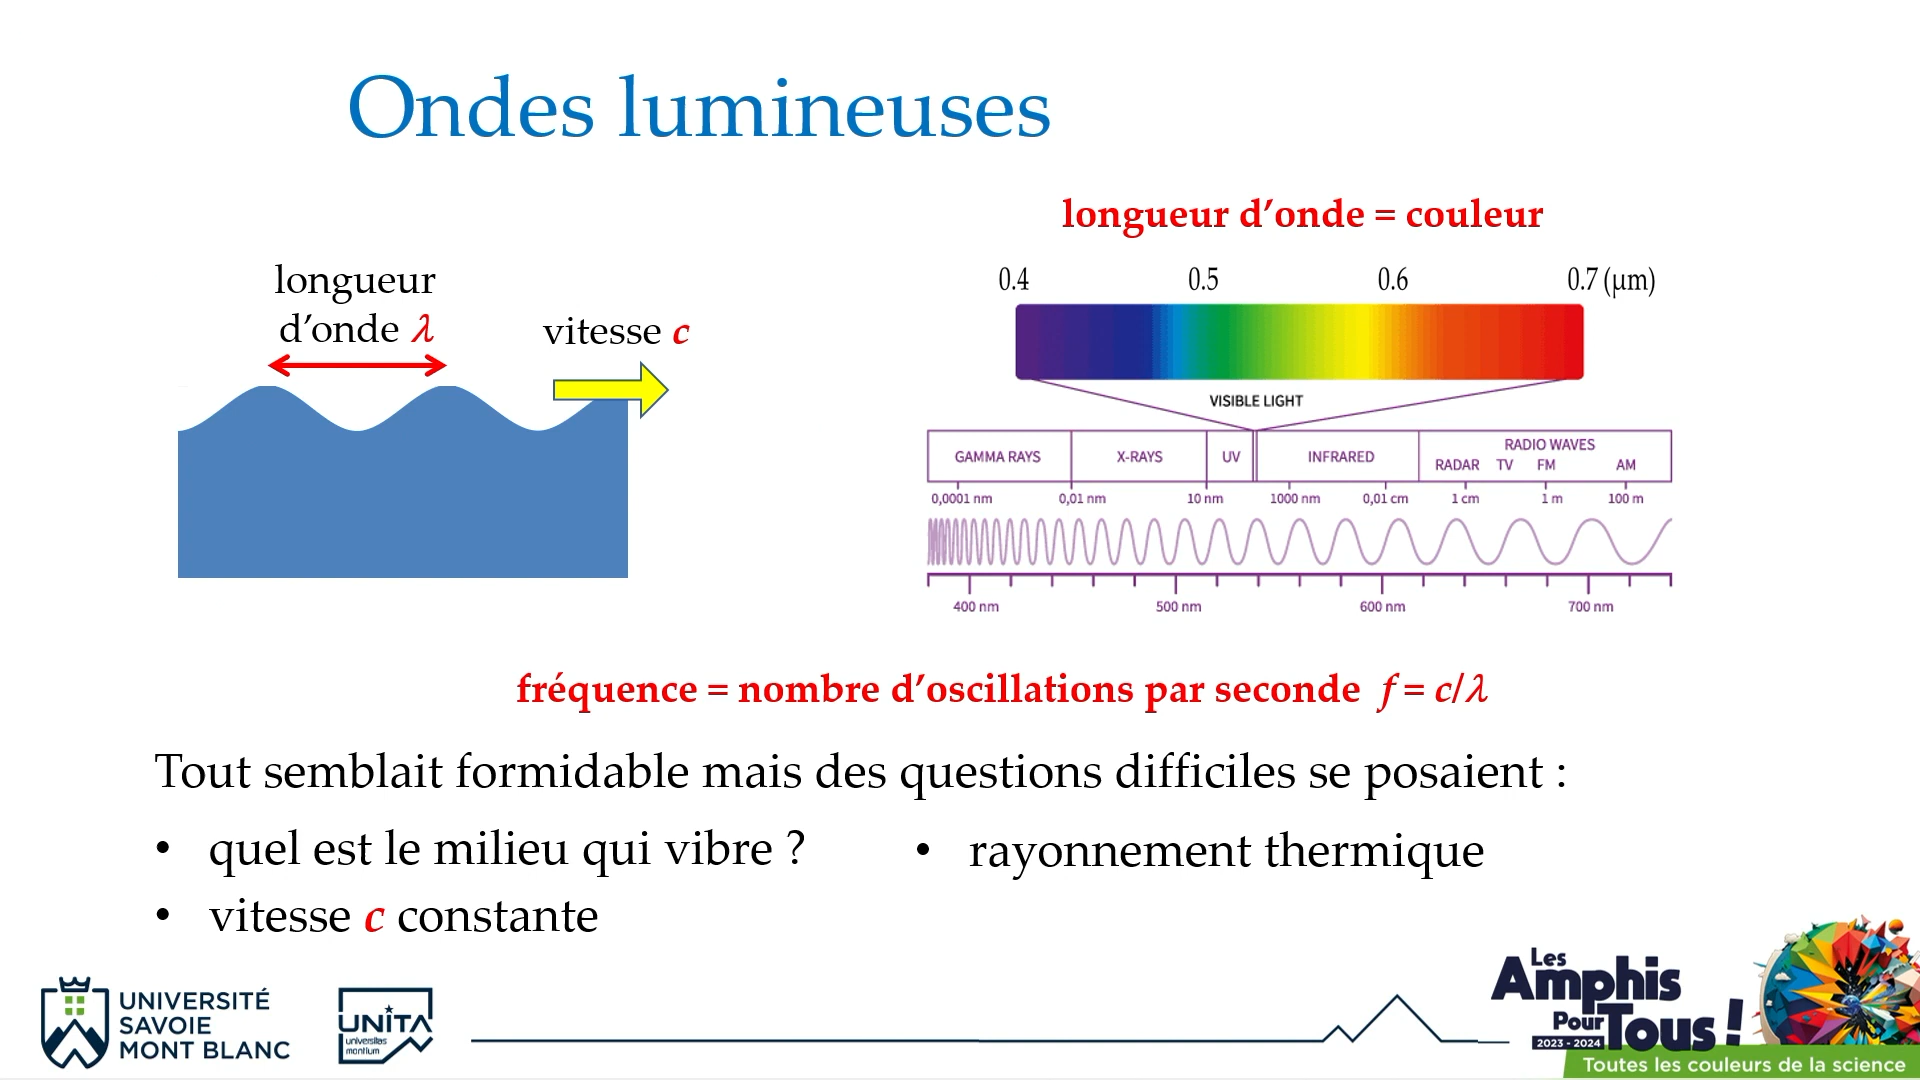 Ondes lumineuses
longueur d’onde = couleur
longueur
d’onde λ
vitesse c
0.4 0.5 0.6 0.7 (µm)
VISIBLE LIGHT
GAMMA RAYS X-RAYS UV INFRARED RADIO WAVES
RADAR TV FM AM
0,0001 nm 0,01 nm 10 nm 1000 nm 0,01 cm 1 cm 1 m 100 m
400 nm 500 nm 600 nm 700 nm
fréquence = nombre d’oscillations par seconde f = c/λ
Tout semblait formidable mais des questions difficiles se posaient :
• quel est le milieu qui vibre ?
• vitesse c constante
• rayonnement thermique
UNIVERSITÉ
SAVOIE
MONT BLANC
UNITA
universitas
montium
Les
Amphis
Pour
Tous !
2023 - 2024
Toutes les couleurs de la science